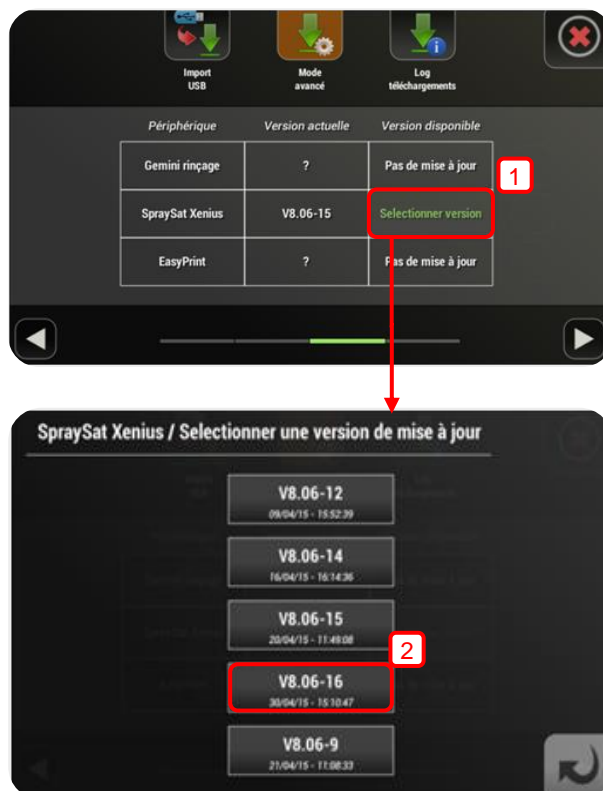 Import
USB
Mode
avancé
Log
téléchargements
Périphérique Version actuelle Version disponible
Gemini rinçage ? Pas de mise à jour
1
SpraySat Xenius V8.06-15 Selectionner version
EasyPrint ? Pas de mise à jour
SpraySat Xenius / Selectionner une version de mise à jour
V8.06-12
09/04/15 - 15:52:39
V8.06-14
16/04/15 - 16:14:36
V8.06-15
20/04/15 - 11:49:08
2
V8.06-16
30/04/15 - 15:10:47
V8.06-9
21/04/15 - 11:08:33